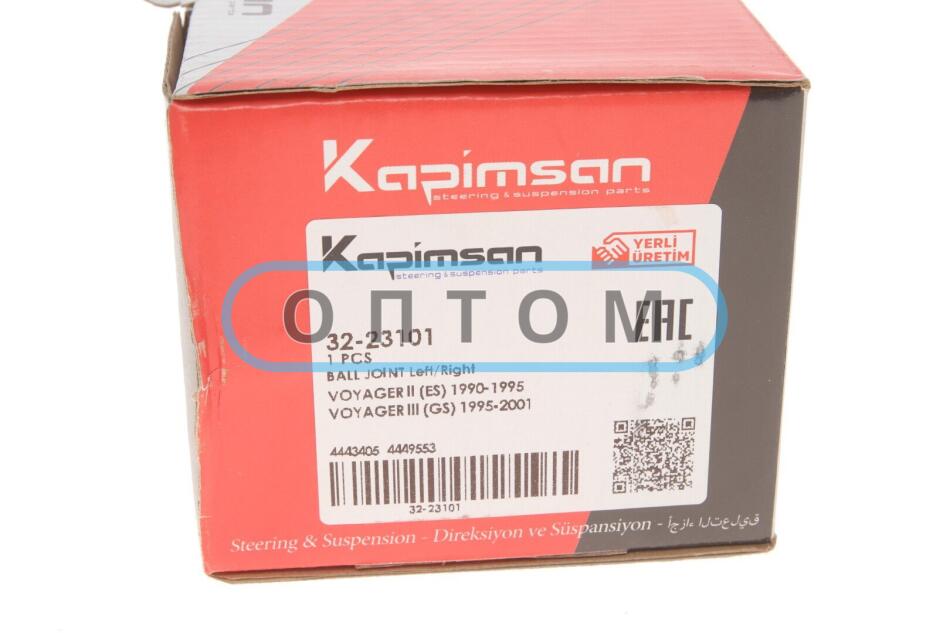 Kapimsan
steering & suspension parts
Kapimsan
steering & suspension parts
YERLİ
ÜRETİM
ОПТОМ
EAC
32-23101
1 PCS
BALL JOINT Left/Right
VOYAGER II (ES) 1990-1995
VOYAGER III (GS) 1995-2001
4443405 4449553
32-23101
Steering & Suspension - Direksiyon ve Süspansiyon - أجزاء التعليق